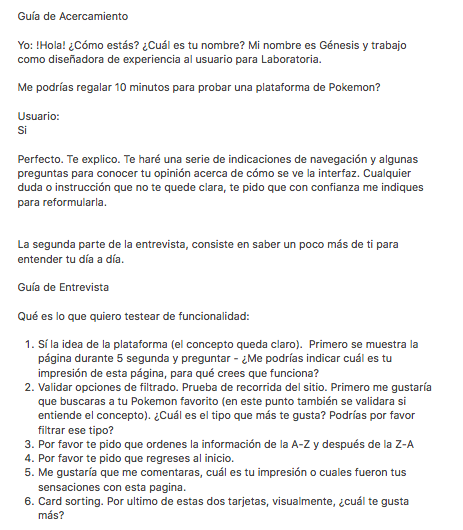 Guía de Acercamiento
Yo: !Hola! ¿Cómo estás? ¿Cuál es tu nombre? Mi nombre es Génesis y trabajo
como diseñadora de experiencia al usuario para Laboratoria.
Me podrías regalar 10 minutos para probar una plataforma de Pokemon?
Usuario:
Si
Perfecto. Te explico. Te haré una serie de indicaciones de navegación y algunas
preguntas para conocer tu opinión acerca de cómo se ve la interfaz. Cualquier
duda o instrucción que no te quede clara, te pido que con confianza me indiques
para reformularla.
La segunda parte de la entrevista, consiste en saber un poco más de ti para
entender tu día a día.
Guía de Entrevista
Qué es lo que quiero testear de funcionalidad:
1. Sí la idea de la plataforma (el concepto queda claro).  Primero se muestra la
página durante 5 segunda y preguntar - ¿Me podrías indicar cuál es tu
impresión de esta página, para qué crees que funciona?
2. Validar opciones de filtrado. Prueba de recorrida del sitio. Primero me gustaría
que buscaras a tu Pokemon favorito (en este punto también se validara si
entiende el concepto). ¿Cuál es el tipo que más te gusta? Podrías por favor
filtrar ese tipo?
3. Por favor te pido que ordenes la información de la A-Z y después de la Z-A
4. Por favor te pido que regreses al inicio.
5. Me gustaría que me comentaras, cuál es tu impresión o cuales fueron tus
sensaciones con esta pagina.
6. Card sorting. Por ultimo de estas dos tarjetas, visualmente, ¿cuál te gusta
más?